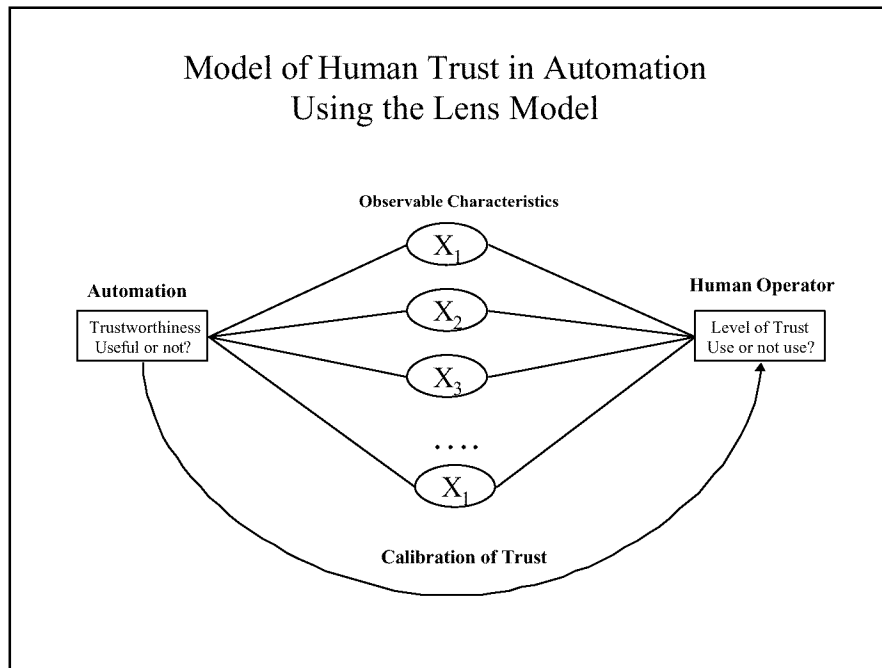 Model of Human Trust in Automation
Using the Lens Model
Observable Characteristics
X1
Automation
Human Operator
Trustworthiness
Useful or not?
X2
Level of Trust
Use or not use?
X3
....
X1
Calibration of Trust